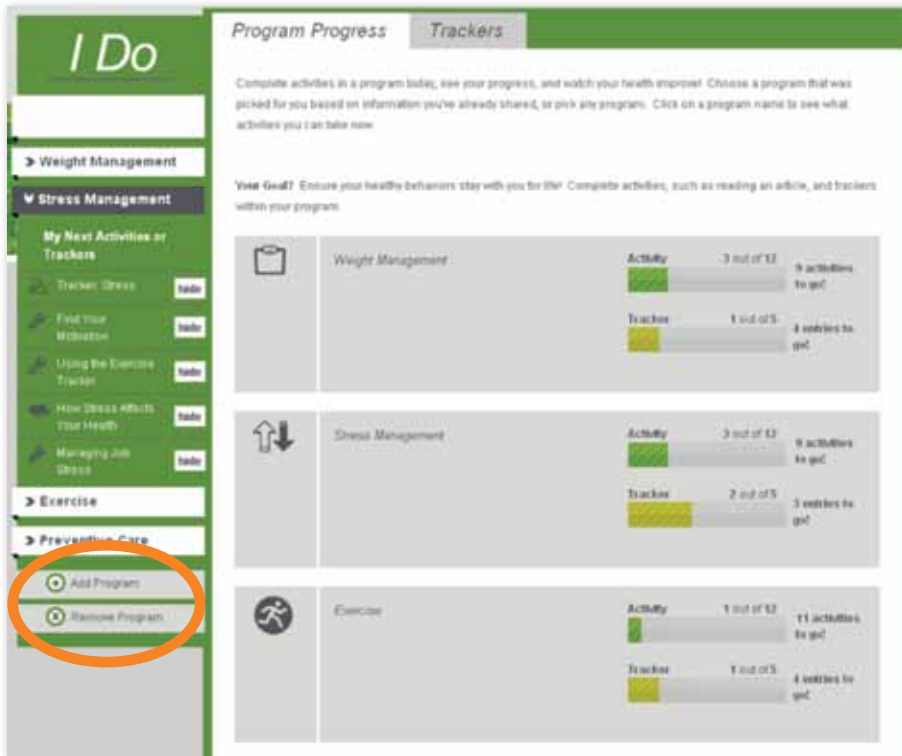 I Do
Program Progress
Trackers
Complete activities in a program today, see your progress, and watch your health improve! Choose a program that was
picked for you based on information you've already shared, or pick any program. Click on a program name to see what
activities you can take now
Your Goal? Ensure your healthy behaviors stay with you for life! Complete activities, such as reading an article, and trackers
within your program.
Weight Management
Stress Management
My Next Activities or
Trackers
Tracker: Stress
hide
Find Your
Motivation
hide
Using the Exercise
Tracker
hide
How Stress Affects
Your Health
hide
Managing Job
Stress
hide
Exercise
Preventive Care
Add Program
Remove Program
Weight Management
Activity 3 out of 12
9 activities
to go!
Tracker 1 out of 5
4 entries to
go!
Stress Management
Activity 3 out of 12
9 activities
to go!
Tracker 2 out of 5
3 entries to
go!
Exercise
Activity 1 out of 12
11 activities
to go!
Tracker 1 out of 5
4 entries to
go!